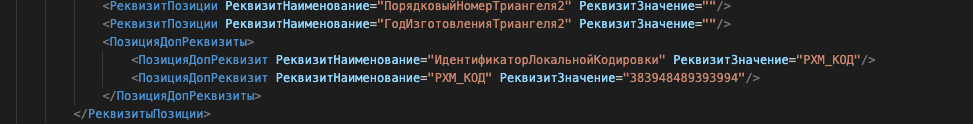 <РеквизитПозиции РеквизитНаименование="ПорядковыйНомерТриангеля2" РеквизитЗначение=""/>
<РеквизитПозиции РеквизитНаименование="ГодИзготовленияТриангеля2" РеквизитЗначение=""/>
<ПозицияДопРеквизиты>
<ПозицияДопРеквизит РеквизитНаименование="ИдентификаторЛокальнойКодировки" РеквизитЗначение="РХМ_КОД"/>
<ПозицияДопРеквизит РеквизитНаименование="РХМ_КОД" РеквизитЗначение="383948489393994"/>
</ПозицияДопРеквизиты>
</РеквизитыПозиции>